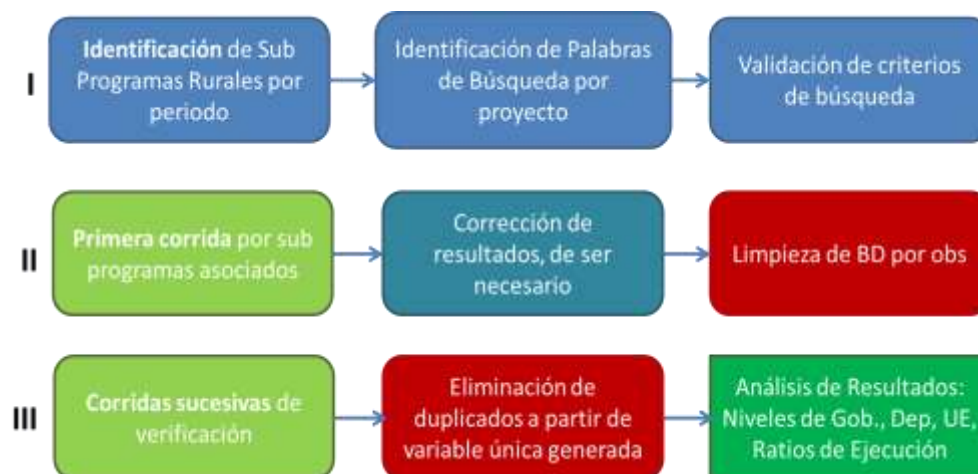 I
Identificación de Sub
Programas Rurales por
periodo
Identificación de Palabras
de Búsqueda por
proyecto
Validación de criterios
de búsqueda
II
Primera corrida por sub
programas asociados
Corrección de
resultados, de ser
necesario
Limpieza de BD por obs
III
Corridas sucesivas de
verificación
Eliminación de
duplicados a partir de
variable única generada
Análisis de Resultados:
Niveles de Gob., Dep, UE,
Ratios de Ejecución